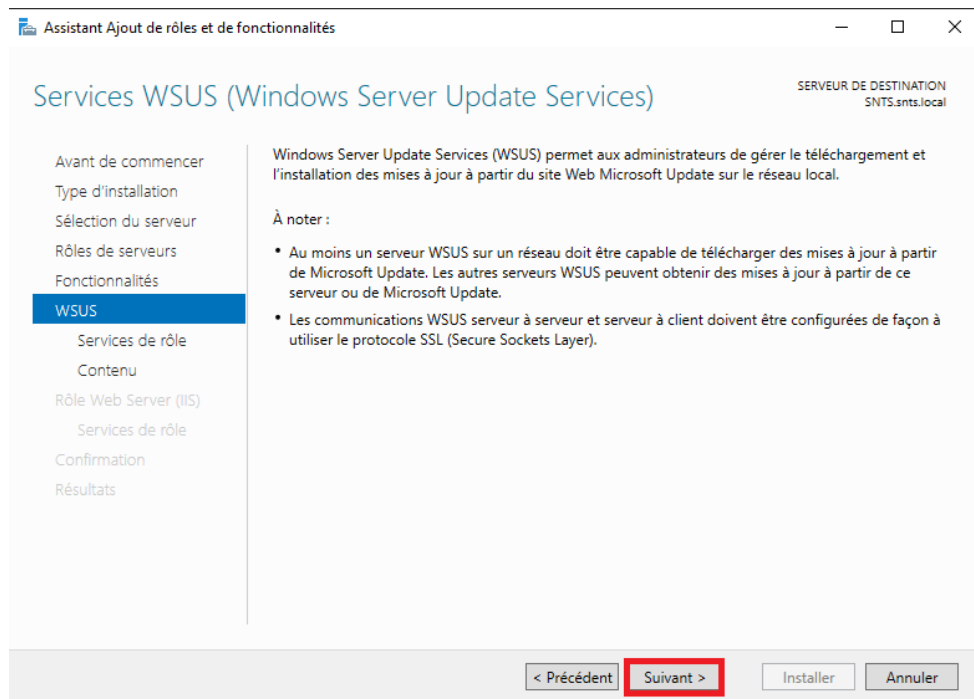 Assistant Ajout de rôles et de fonctionnalités
Services WSUS (Windows Server Update Services)
SERVEUR DE DESTINATION
SNTS.snts.local
Avant de commencer
Type d'installation
Sélection du serveur
Rôles de serveurs
Fonctionnalités
WSUS
Services de rôle
Contenu
Rôle Web Server (IIS)
Services de rôle
Confirmation
Résultats
Windows Server Update Services (WSUS) permet aux administrateurs de gérer le téléchargement et
l'installation des mises à jour à partir du site Web Microsoft Update sur le réseau local.
À noter :
• Au moins un serveur WSUS sur un réseau doit être capable de télécharger des mises à jour à partir
de Microsoft Update. Les autres serveurs WSUS peuvent obtenir des mises à jour à partir de ce
serveur ou de Microsoft Update.
• Les communications WSUS serveur à serveur et serveur à client doivent être configurées de façon à
utiliser le protocole SSL (Secure Sockets Layer).
< Précédent
Suivant >
Installer
Annuler